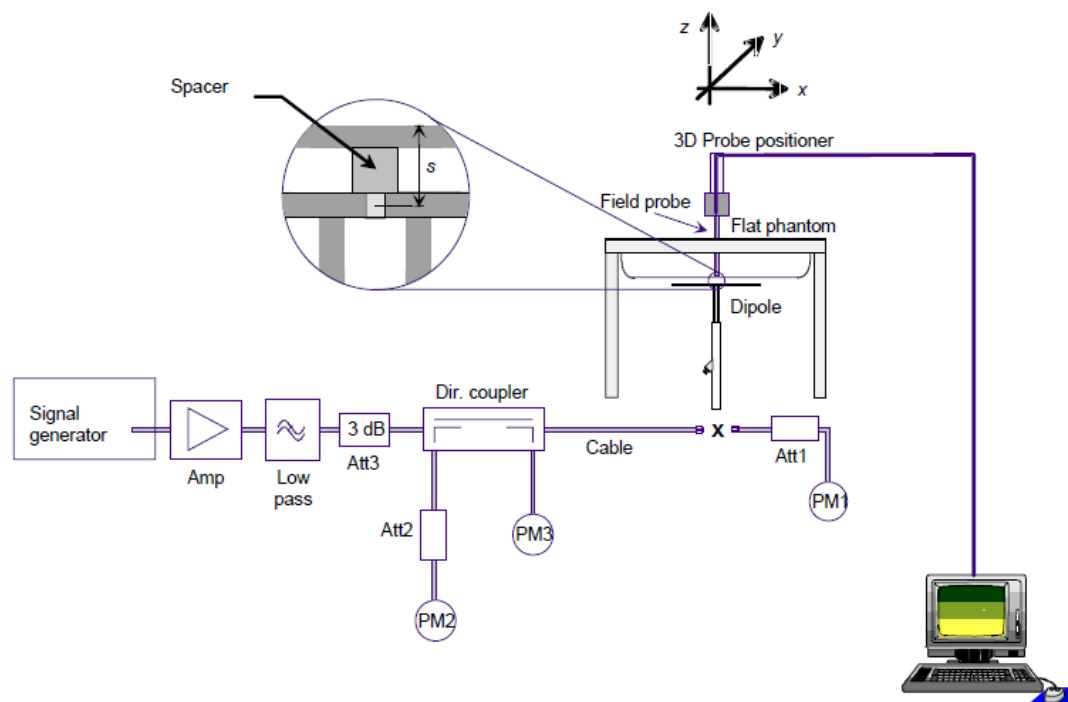 z
y
x
Spacer
s
3D Probe positioner
Field probe
Flat phantom
Dipole
Signal
generator
Amp
Low
pass
3 dB
Att3
Dir. coupler
Cable
X
Att1
PM1
Att2
PM3
PM2